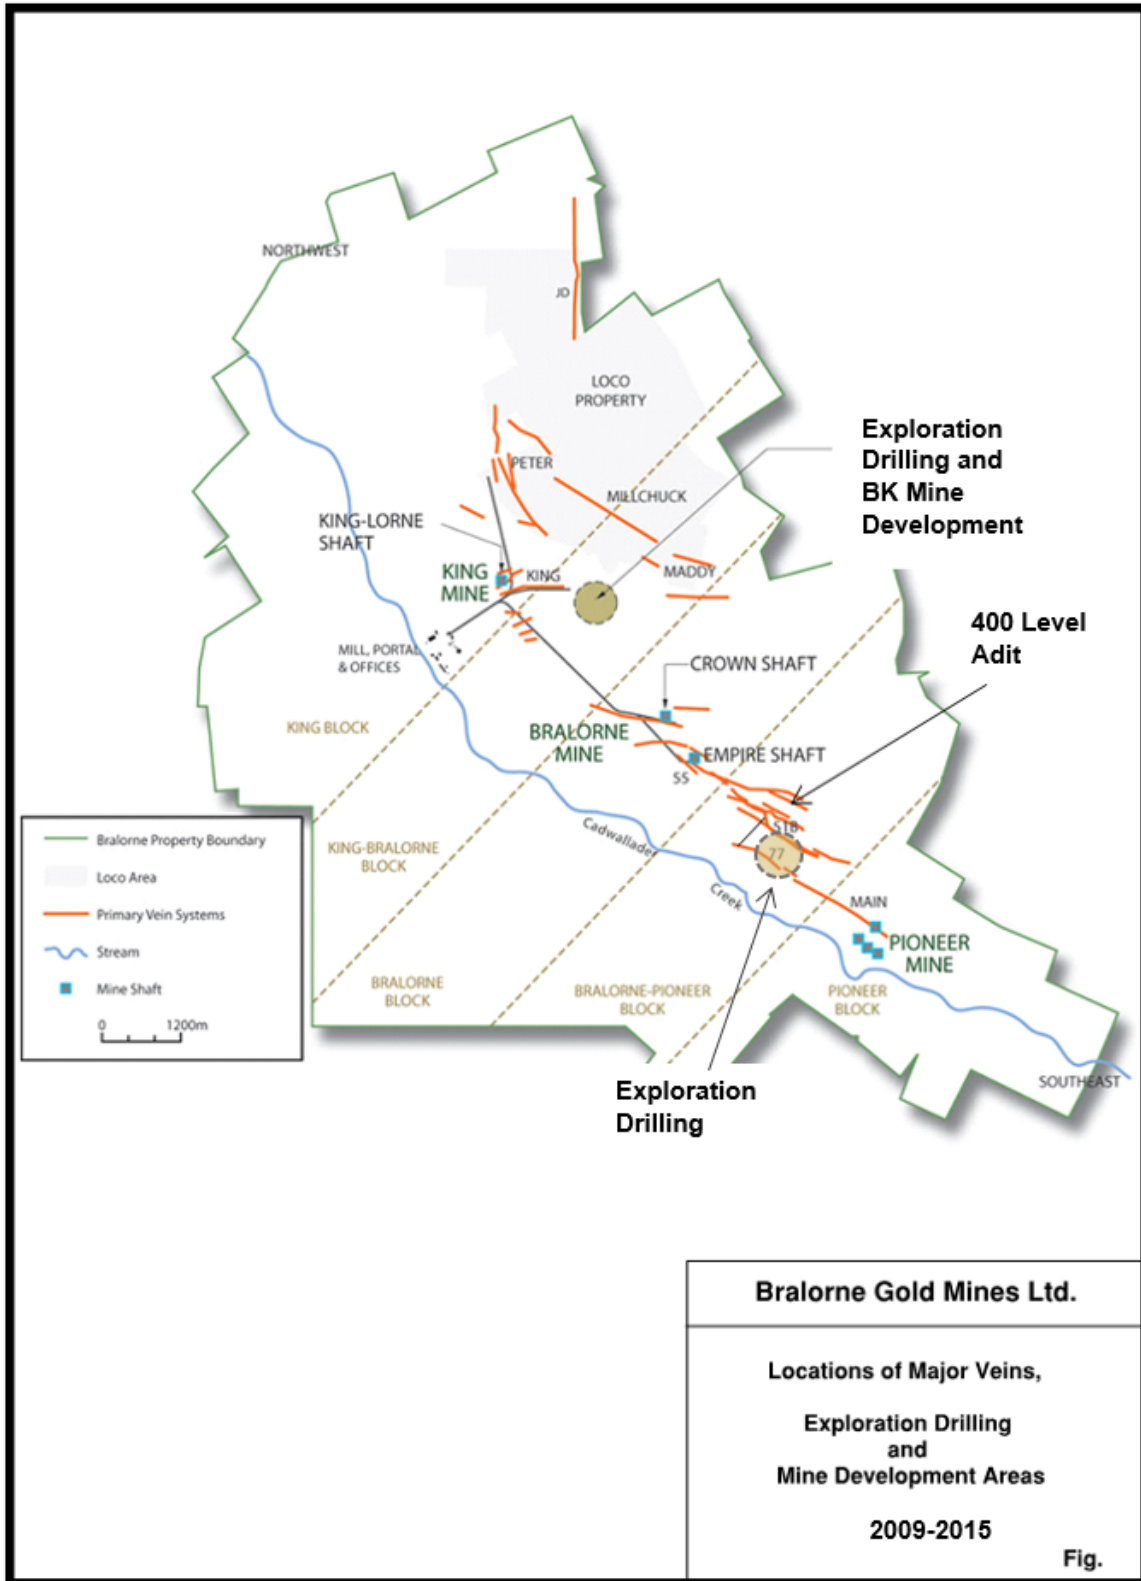 NORTHWEST
JD
LOCO
PROPERTY
Exploration
Drilling and
BK Mine
Development
PETER
MILLCHUCK
KING-LORNE
SHAFT
KING
MINE
KING
MADDY
400 Level
Adit
MILL, PORTAL
& OFFICES
CROWN SHAFT
KING BLOCK
BRALORNE
MINE
EMPIRE SHAFT
55
51B
77
Cadwallader
Creek
KING-BRALORNE
BLOCK
MAIN
PIONEER
MINE
BRALORNE
BLOCK
BRALORNE-PIONEER
BLOCK
PIONEER
BLOCK
SOUTHEAST
Exploration
Drilling
Bralorne Property Boundary
Loco Area
Primary Vein Systems
Stream
Mine Shaft
0 1200m
Bralorne Gold Mines Ltd.
Locations of Major Veins,
Exploration Drilling
and
Mine Development Areas
2009-2015
Fig.